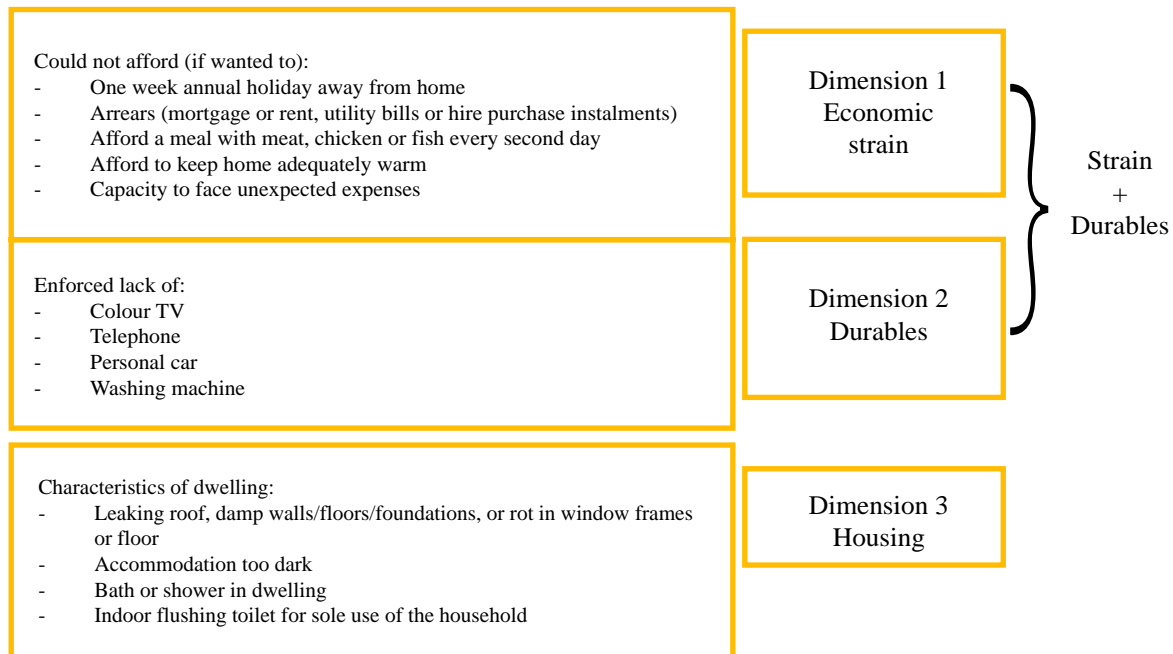 Could not afford (if wanted to):
- One week annual holiday away from home
- Arrears (mortgage or rent, utility bills or hire purchase instalments)
- Afford a meal with meat, chicken or fish every second day
- Afford to keep home adequately warm
- Capacity to face unexpected expenses
Dimension 1
Economic
strain
Enforced lack of:
- Colour TV
- Telephone
- Personal car
- Washing machine
Dimension 2
Durables
Strain
+
Durables
Characteristics of dwelling:
- Leaking roof, damp walls/floors/foundations, or rot in window frames
or floor
- Accommodation too dark
- Bath or shower in dwelling
- Indoor flushing toilet for sole use of the household
Dimension 3
Housing